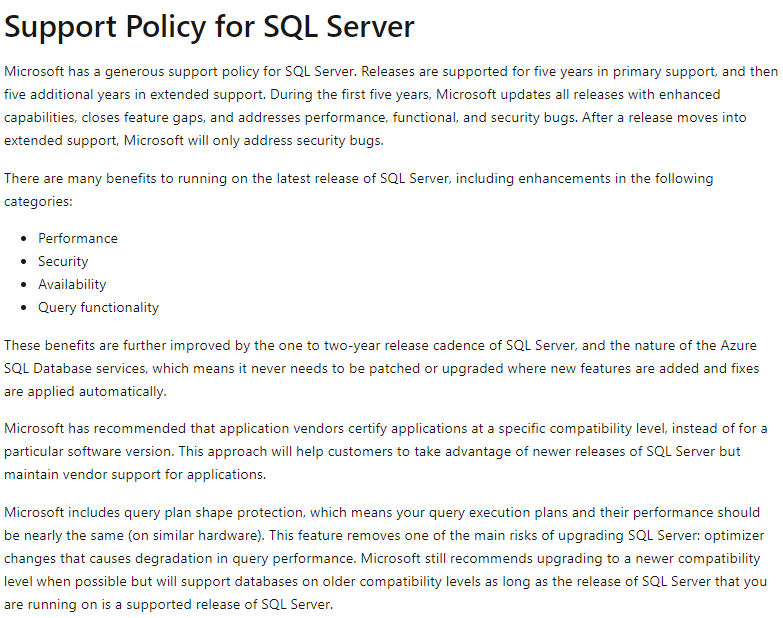 Support Policy for SQL Server
Microsoft has a generous support policy for SQL Server. Releases are supported for five years in primary support, and then
five additional years in extended support. During the first five years, Microsoft updates all releases with enhanced
capabilities, closes feature gaps, and addresses performance, functional, and security bugs. After a release moves into
extended support, Microsoft will only address security bugs.
There are many benefits to running on the latest release of SQL Server, including enhancements in the following
categories:
• Performance
• Security
• Availability
• Query functionality
These benefits are further improved by the one to two-year release cadence of SQL Server, and the nature of the Azure
SQL Database services, which means it never needs to be patched or upgraded where new features are added and fixes
are applied automatically.
Microsoft has recommended that application vendors certify applications at a specific compatibility level, instead of for a
particular software version. This approach will help customers to take advantage of newer releases of SQL Server but
maintain vendor support for applications.
Microsoft includes query plan shape protection, which means your query execution plans and their performance should
be nearly the same (on similar hardware). This feature removes one of the main risks of upgrading SQL Server: optimizer
changes that causes degradation in query performance. Microsoft still recommends upgrading to a newer compatibility
level when possible but will support databases on older compatibility levels as long as the release of SQL Server that you
are running on is a supported release of SQL Server.